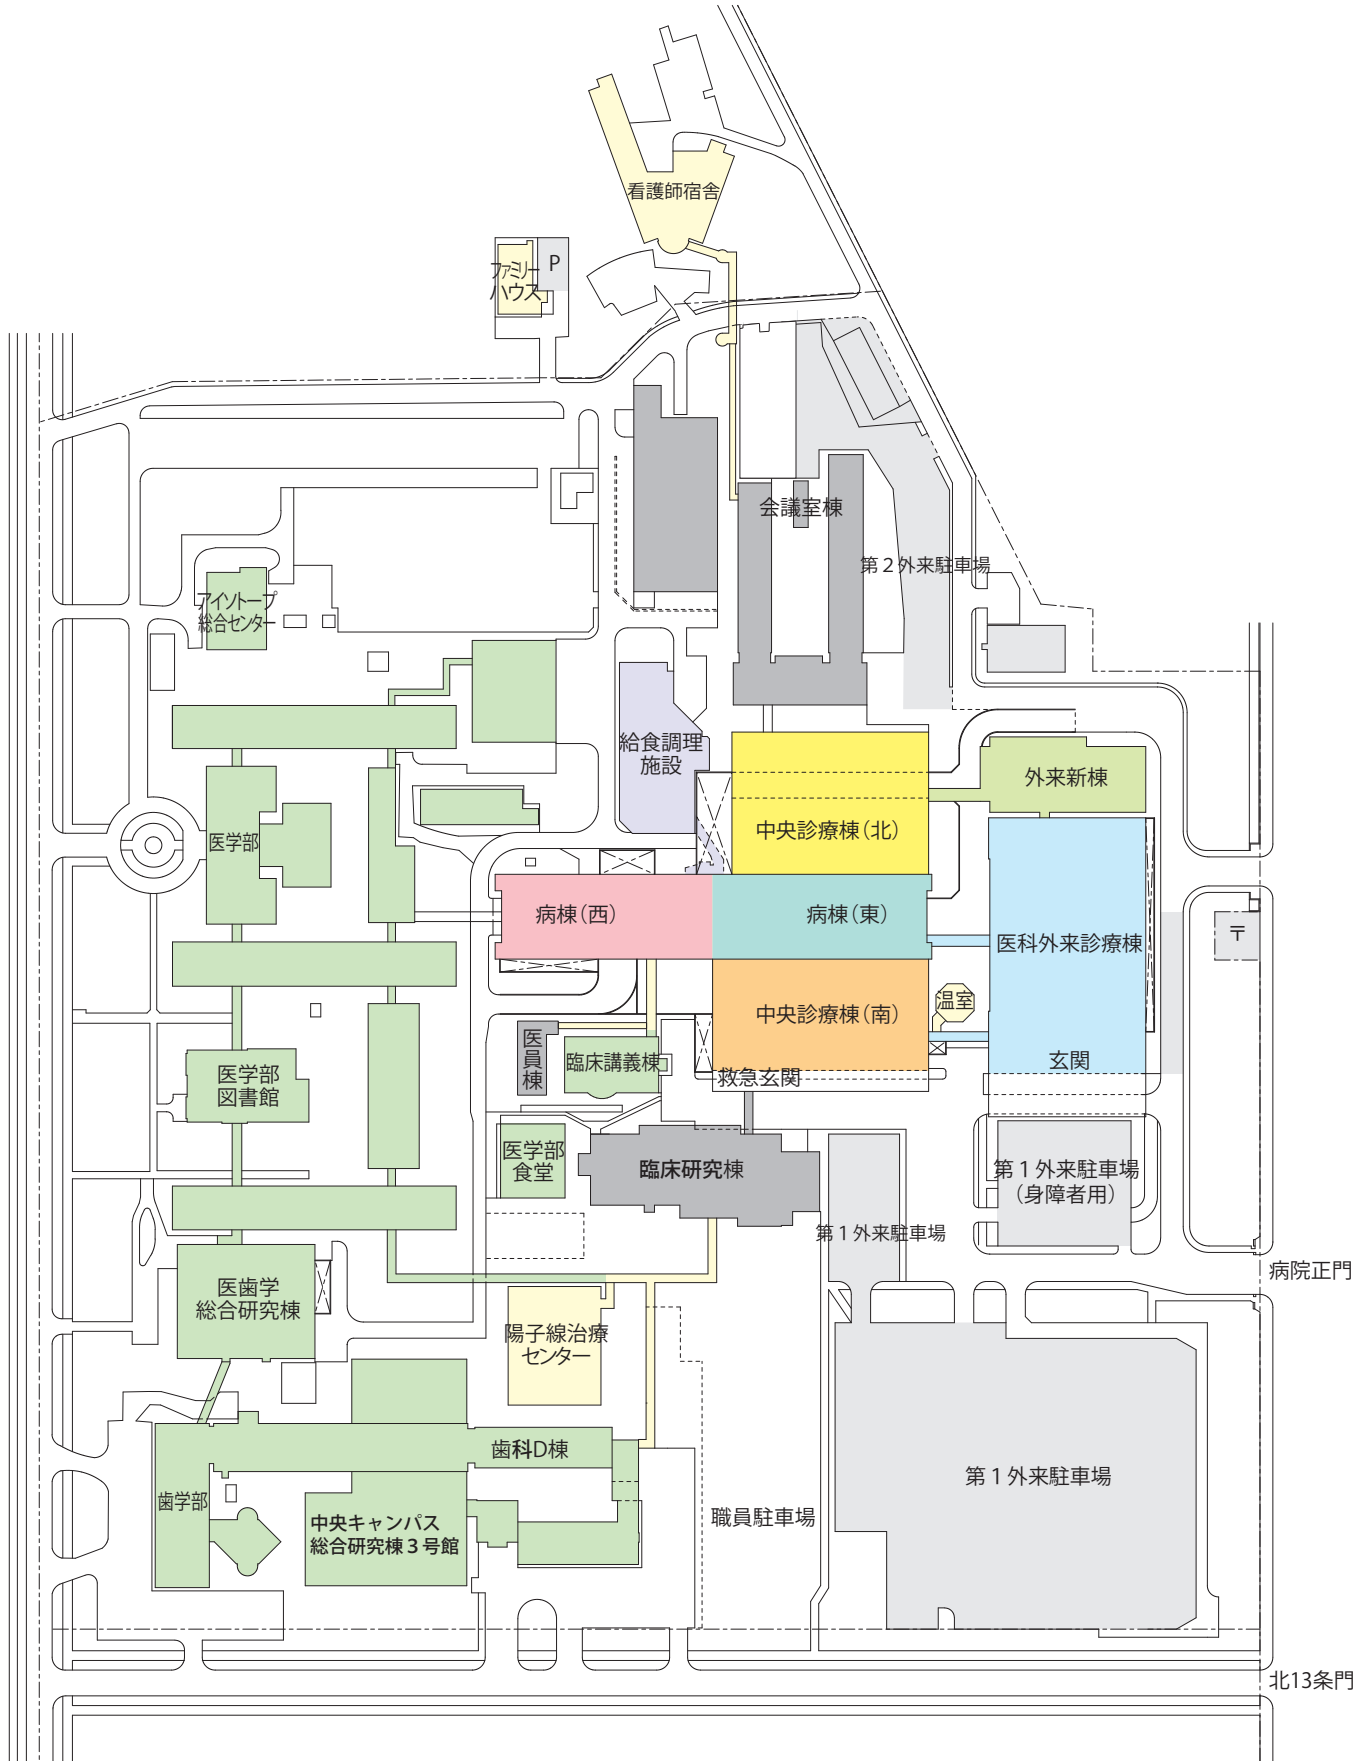 看護師宿舎
ファミリー
ハウス
P
会議室棟
第2外来駐車場
アイソトープ
総合センター
給食調理
施設
外来新棟
中央診療棟(北)
医学部
病棟(西)
病棟(東)
医科外来診療棟
〒
温室
中央診療棟(南)
医員棟
臨床講義棟
玄関
救急玄関
医学部
図書館
医学部
食堂
臨床研究棟
第1外来駐車場
(身障者用)
第1外来駐車場
病院正門
医歯学
総合研究棟
陽子線治療
センター
歯科D棟
第1外来駐車場
歯学部
職員駐車場
中央キャンパス
総合研究棟3号館
北13条門